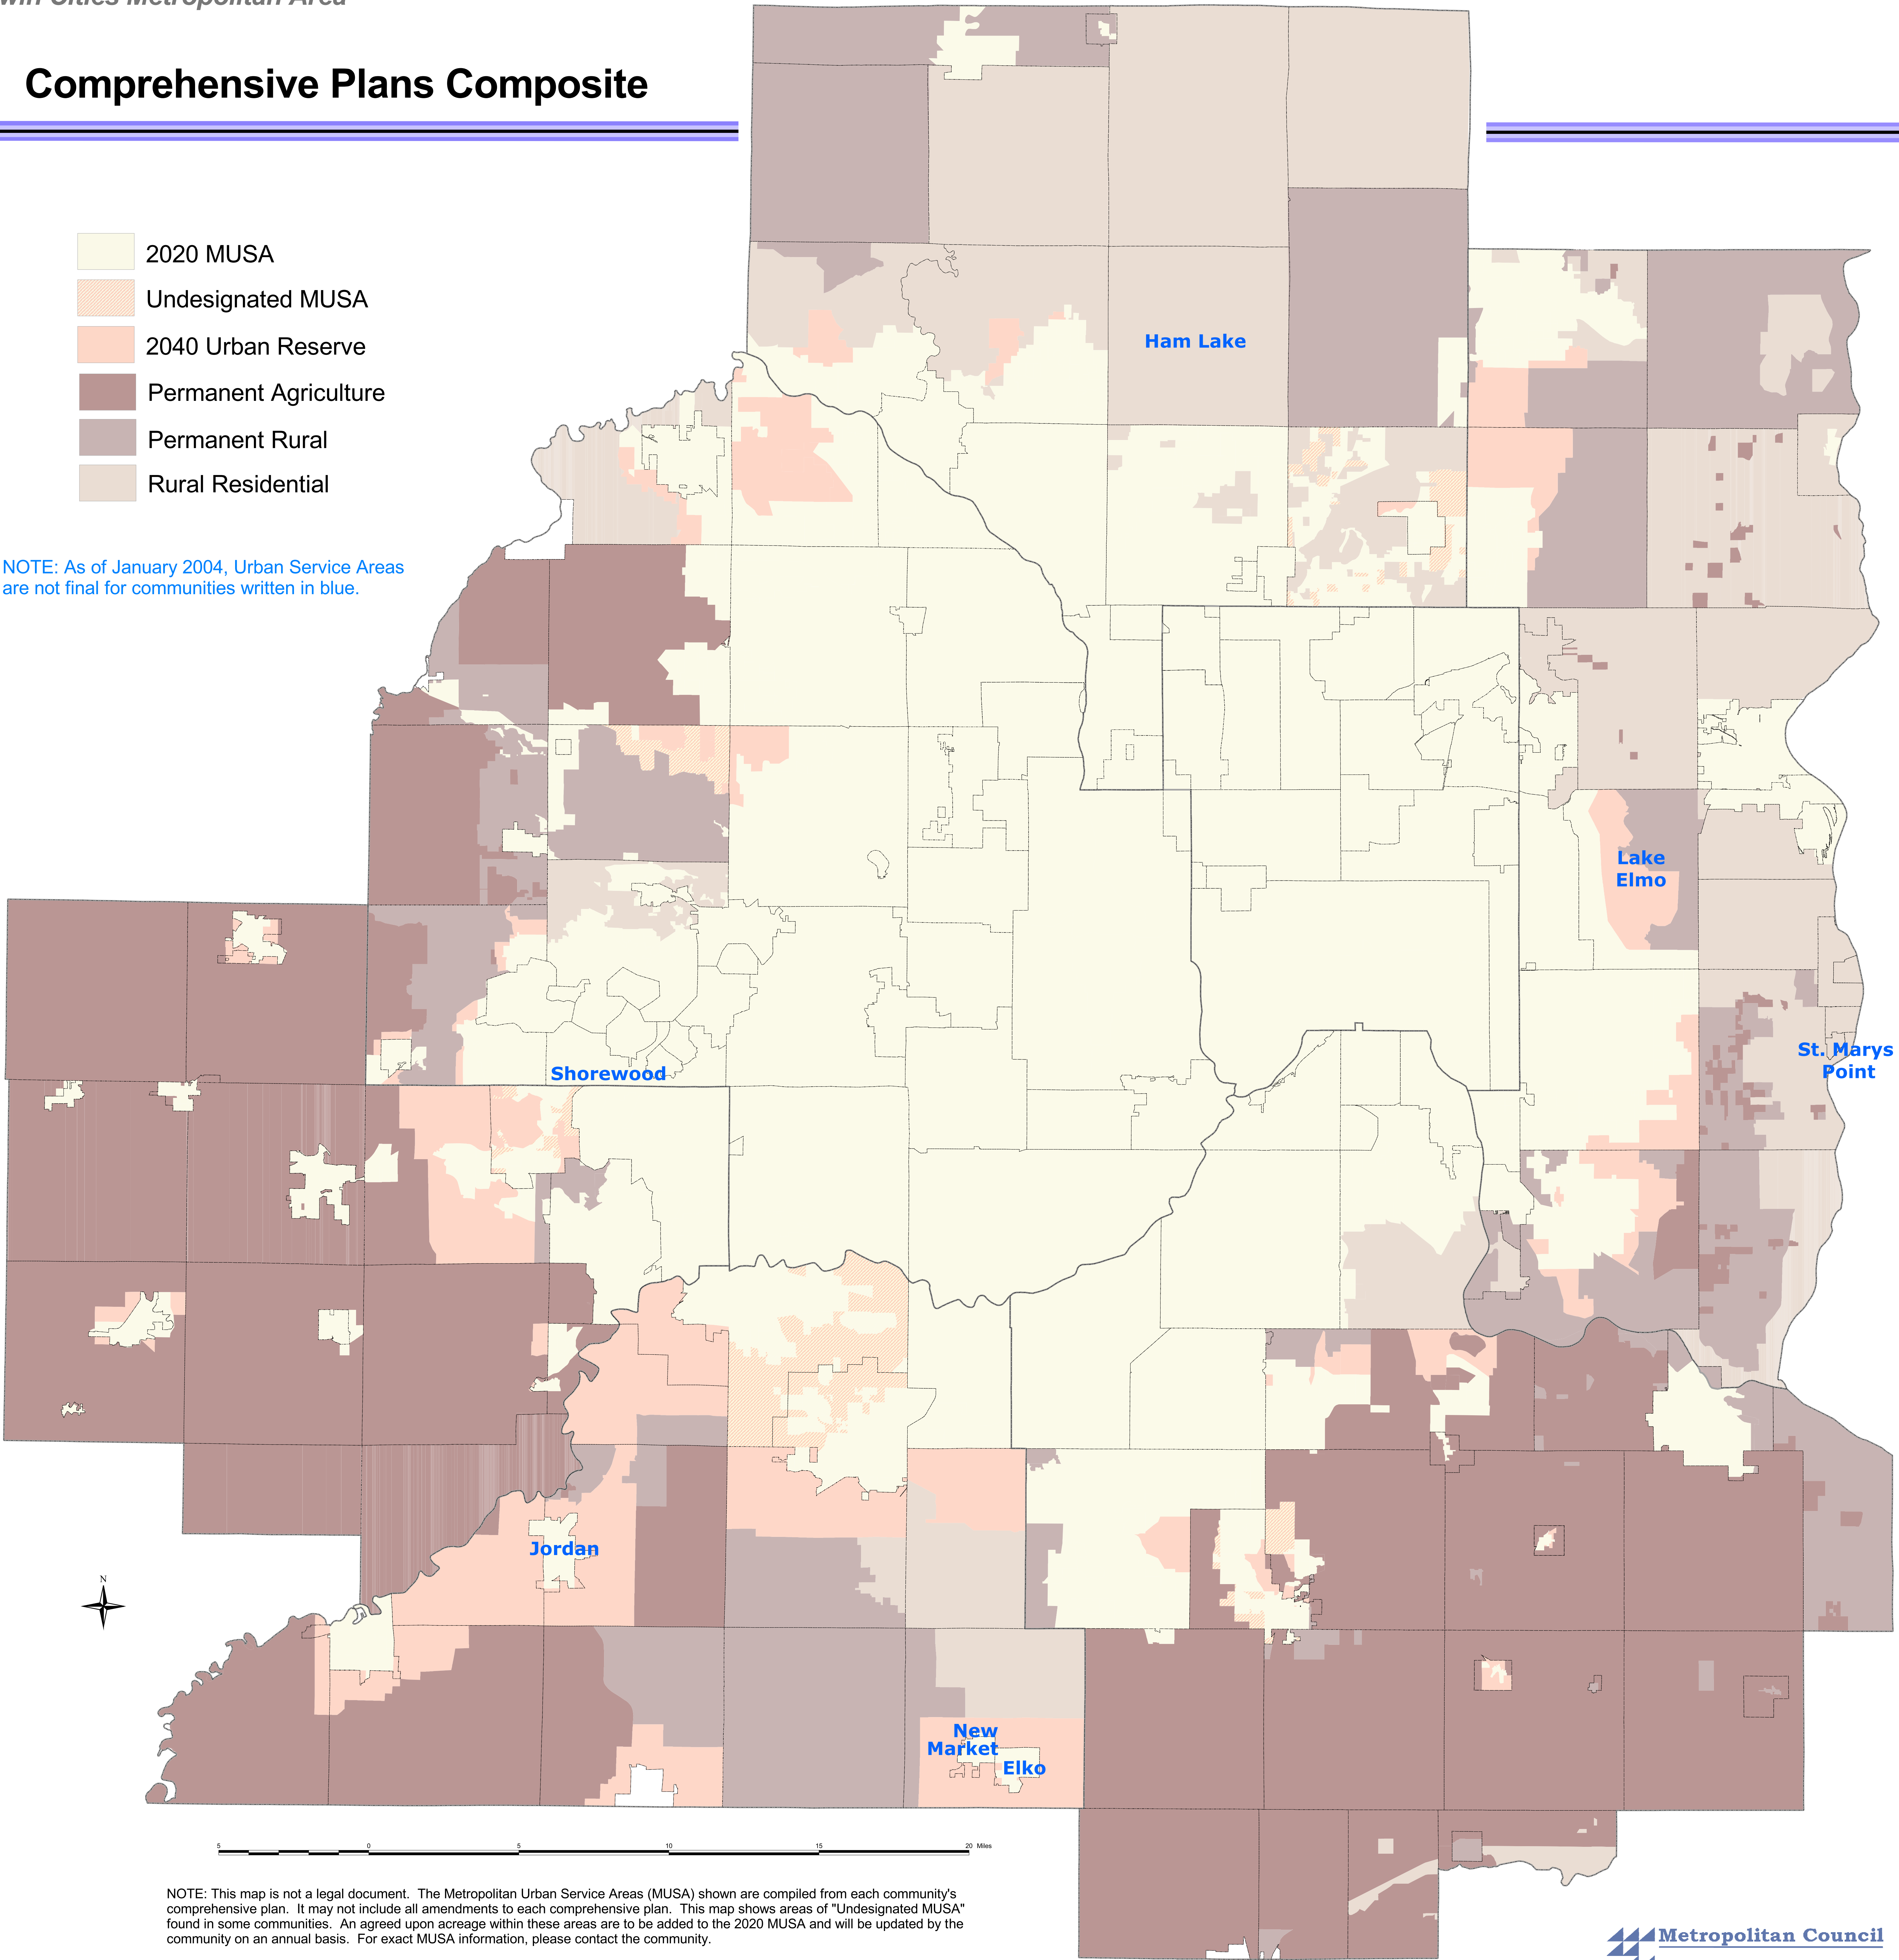 win Cities Metropolitan Area
Comprehensive Plans Composite
2020 MUSA
Undesignated MUSA
2040 Urban Reserve
Permanent Agriculture
Permanent Rural
Rural Residential
NOTE: As of January 2004, Urban Service Areas
are not final for communities written in blue.
Ham Lake
Lake
Elmo
St. Marys
Point
Shorewood
Jordan
New
Market
Elko
N
5 0 5 10 15 20 Miles
NOTE: This map is not a legal document. The Metropolitan Urban Service Areas (MUSA) shown are compiled from each community's
comprehensive plan. It may not include all amendments to each comprehensive plan. This map shows areas of "Undesignated MUSA"
found in some communities. An agreed upon acreage within these areas are to be added to the 2020 MUSA and will be updated by the
community on an annual basis. For exact MUSA information, please contact the community.
Metropolitan Council